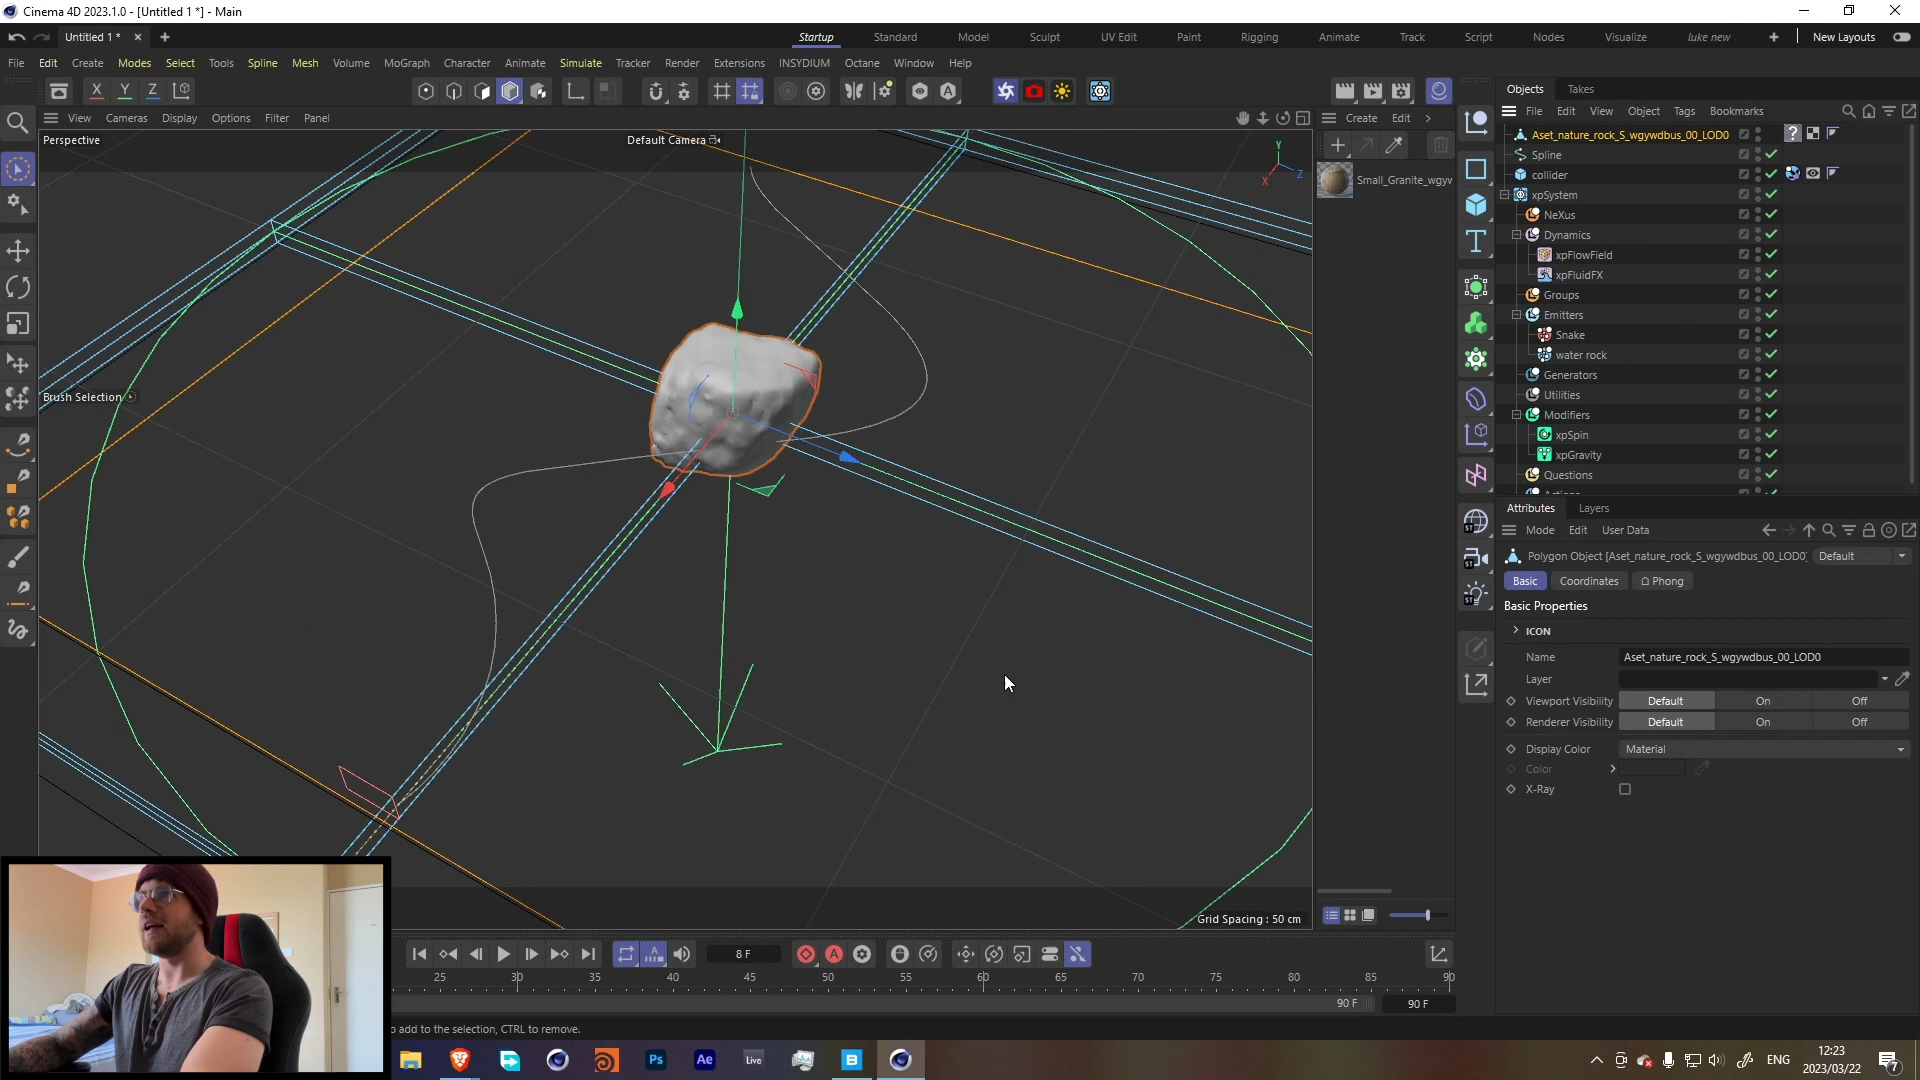 Cinema 4D 2023.1.0 - [Untitled 1 *] - Main
Untitled 1 *
Startup Standard Model Sculpt UV Edit Paint Rigging Animate Track Script Nodes Visualize luke new New Layouts
File Edit Create Modes Select Tools Spline Mesh Volume MoGraph Character Animate Simulate Tracker Render Extensions INSYDIUM Octane Window Help
X Y Z
Objects Takes
File Edit View Object Tags Bookmarks
View Cameras Display Options Filter Panel
Create Edit
Perspective
Default Camera
Y
X
Z
Small_Granite_wgyw
Brush Selection
Grid Spacing : 50 cm
Aset_nature_rock_S_wgywdbus_00_LOD0
Spline
collider
xpSystem
NeXus
Dynamics
xpFlowField
xpFluidFX
Groups
Emitters
Snake
water rock
Generators
Utilities
Modifiers
xpSpin
xpGravity
Questions
Attributes Layers
Mode Edit User Data
Polygon Object [Aset_nature_rock_S_wgywdbus_00_LOD0]
Default
Basic Coordinates Phong
Basic Properties
ICON
Name Aset_nature_rock_S_wgywdbus_00_LOD0
Layer
Viewport Visibility Default On Off
Renderer Visibility Default On Off
Display Color Material
Color
X-Ray
8 F
25 30 35 40 45 50 55 60 65 70 75 80 85 90
90 F 90 F
o add to the selection, CTRL to remove.
Ps Ae Live B
ENG
12:23
2023/03/22
7